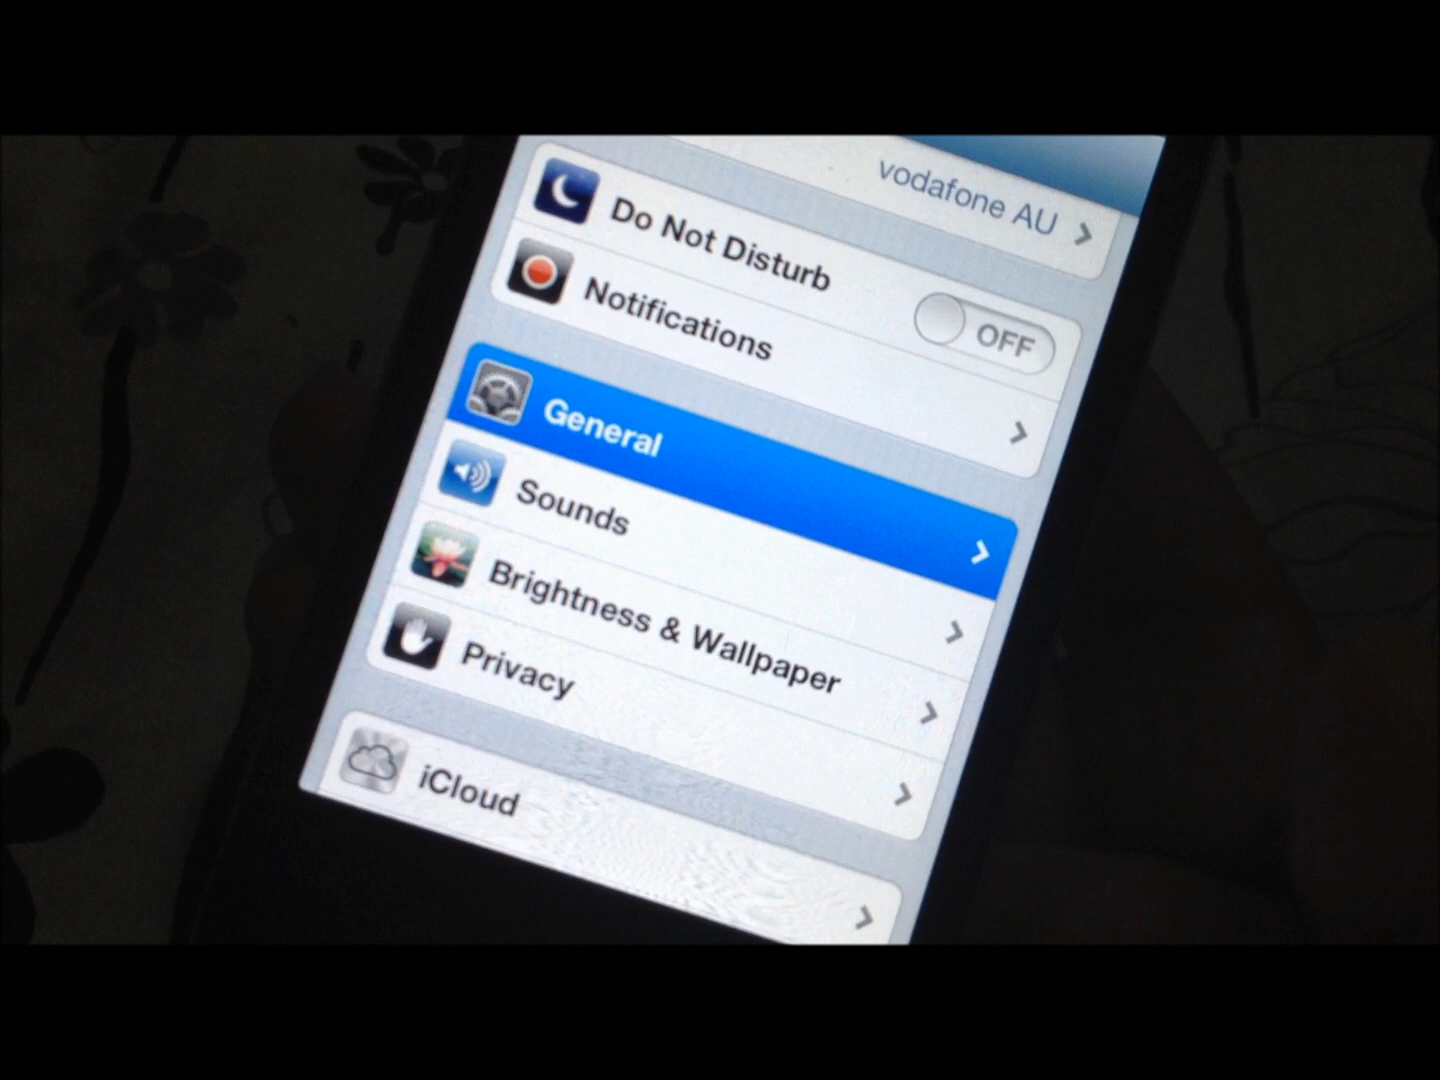 vodafone AU
Do Not Disturb
OFF
Notifications
General
Sounds
Brightness & Wallpaper
Privacy
iCloud